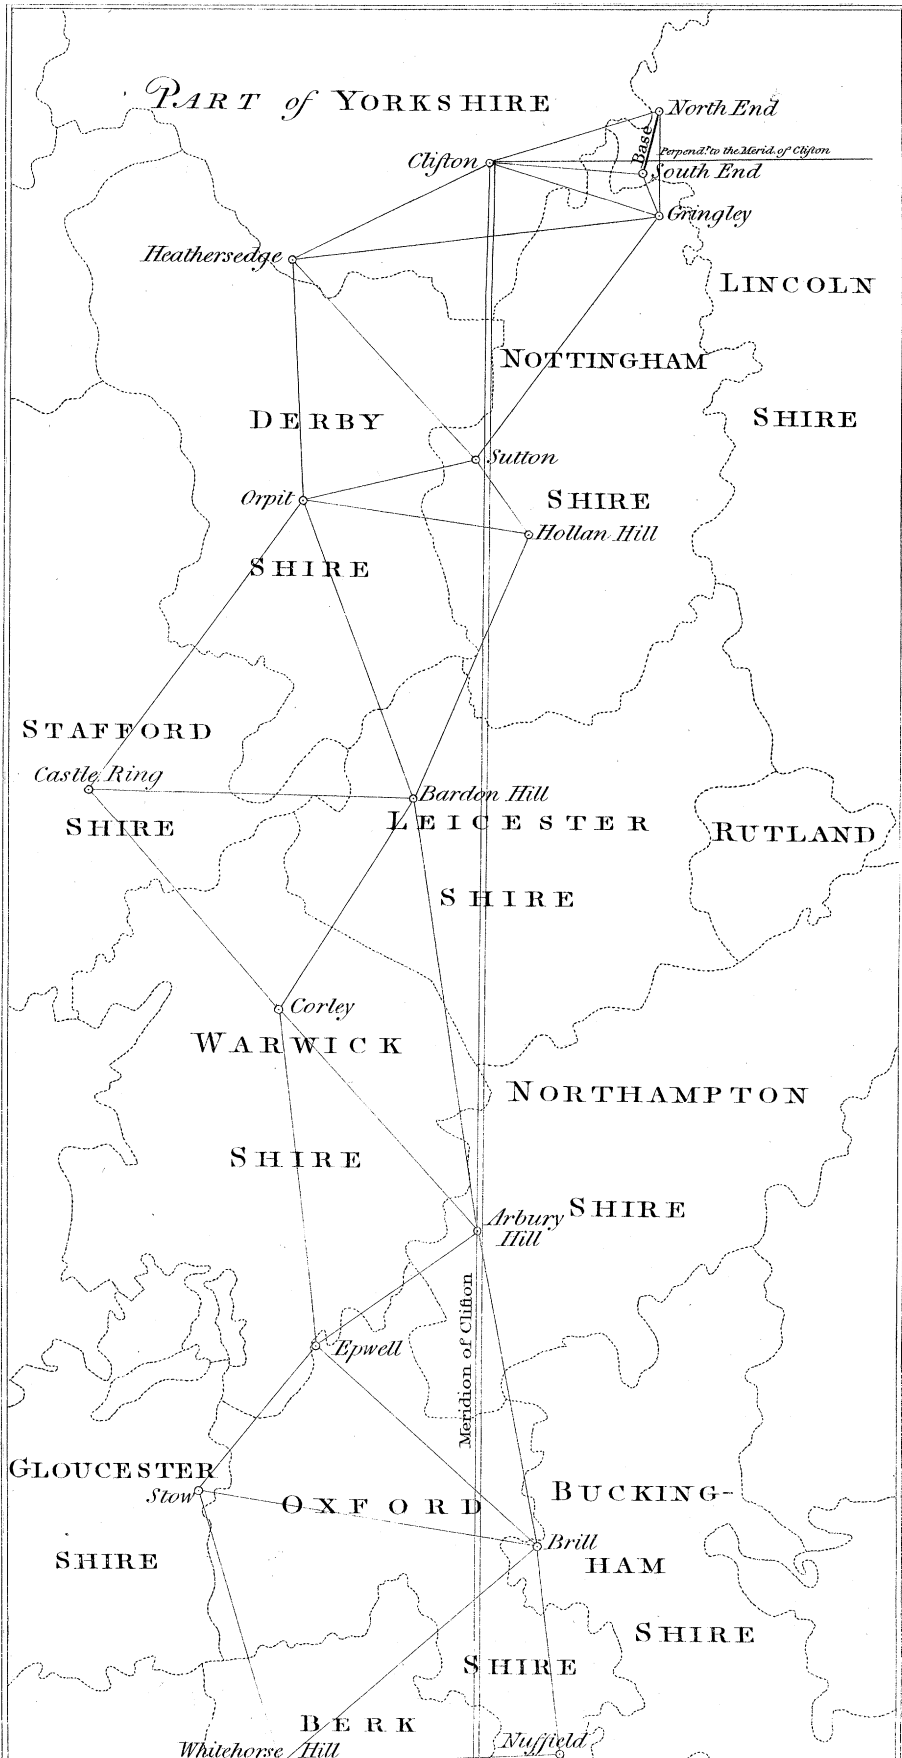 PART of YORKSHIRE
North End
Base
Perpend.r to the Merid. of Clifton
Clifton
South End
Gringley
Heathersedge
LINCOLN
NOTTINGHAM
DERBY
SHIRE
Sutton
Orpit
SHIRE
Hollan Hill
SHIRE
STAFFORD
Castle Ring
Bardon Hill
SHIRE
LEICESTER
RUTLAND
SHIRE
Corley
WARWICK
NORTHAMPTON
SHIRE
SHIRE
Arbury
Hill
Meridion of Clifton
Epwell
GLOUCESTER
Stow
OXFORD
BUCKING-
Brill
SHIRE
HAM
SHIRE
SHIRE
BERK
Nuffield
Whitehorse Hill